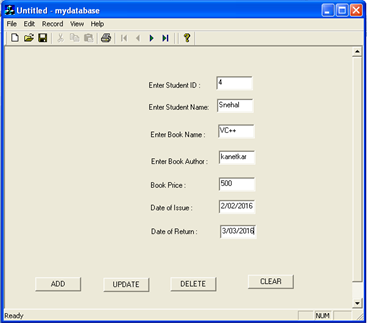 Untitled - mydatabase
File Edit Record View Help
Enter Student ID : 4
Enter Student Name: Snehal
Enter Book Name : VC++
Enter Book Author : kanetkar
Book Price : 500
Date of Issue : 2/02/2016
Date of Return : 3/03/2016
ADD UPDATE DELETE CLEAR
Ready NUM